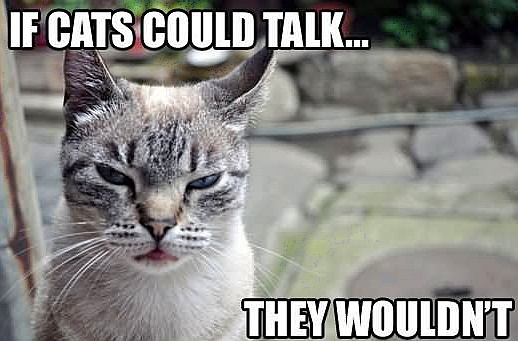 IF CATS COULD TALK...
THEY WOULDN'T